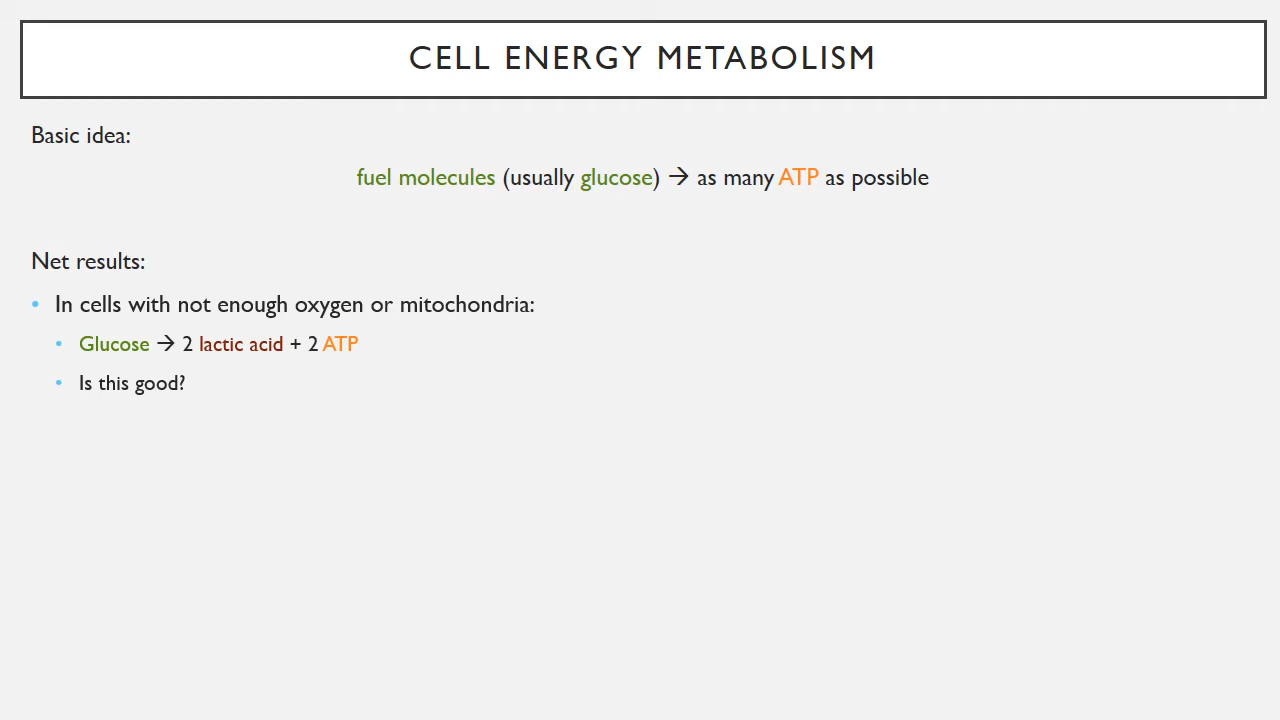 CELL ENERGY METABOLISM
Basic idea:
fuel molecules (usually glucose) → as many ATP as possible
Net results:
• In cells with not enough oxygen or mitochondria:
• Glucose → 2 lactic acid + 2 ATP
• Is this good?